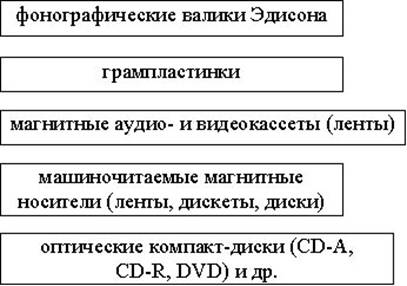 фонографические валики Эдисона
грампластинки
магнитные аудио- и видеокассеты (ленты)
машиночитаемые магнитные
носители (ленты, дискеты, диски)
оптические компакт-диски (CD-A,
CD-R, DVD) и др.